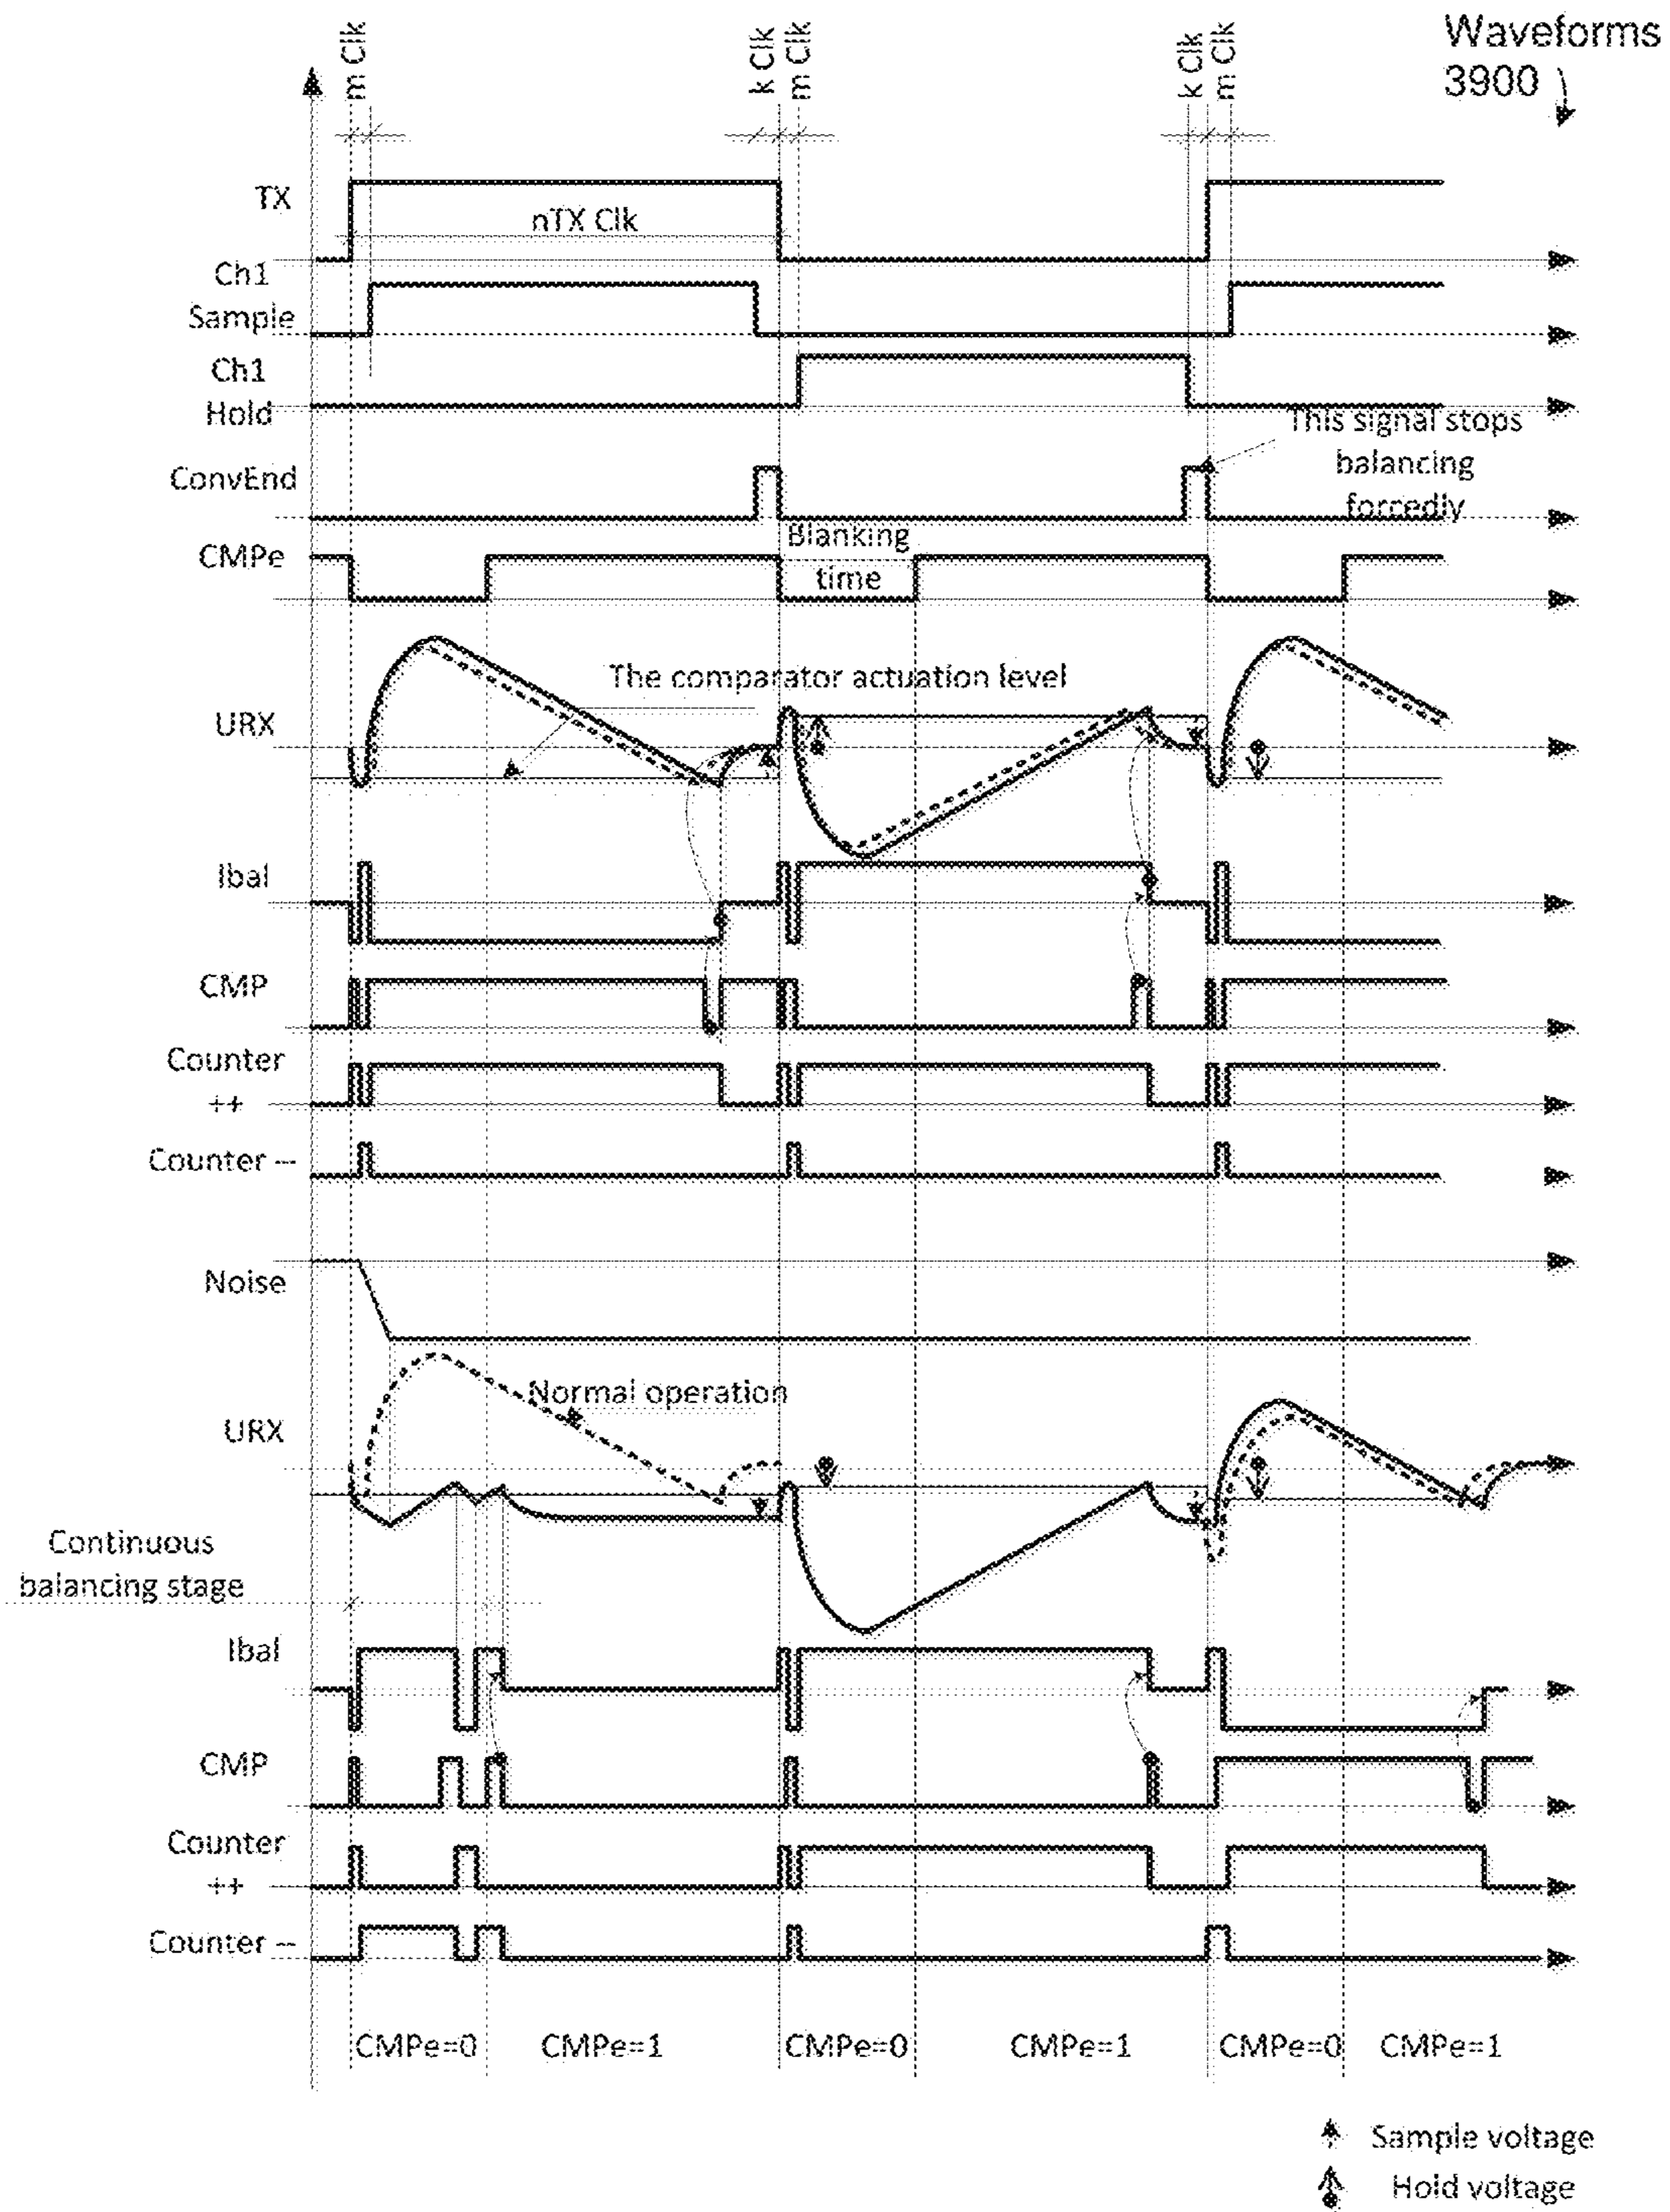 Waveforms
3900
m Clk
k Clk
m Clk
k Clk
m Clk
TX
nTX Clk
Ch1
Sample
Ch1
Hold
This signal stops
balancing
forcedly
ConvEnd
CMPe
Blanking
time
The comparator actuation level
URX
Ibal
CMP
Counter
++
Counter --
Noise
Normal operation
URX
Continuous
balancing stage
Ibal
CMP
Counter
++
Counter --
CMPe=0 CMPe=1 CMPe=0 CMPe=1 CMPe=0 CMPe=1
Sample voltage
Hold voltage